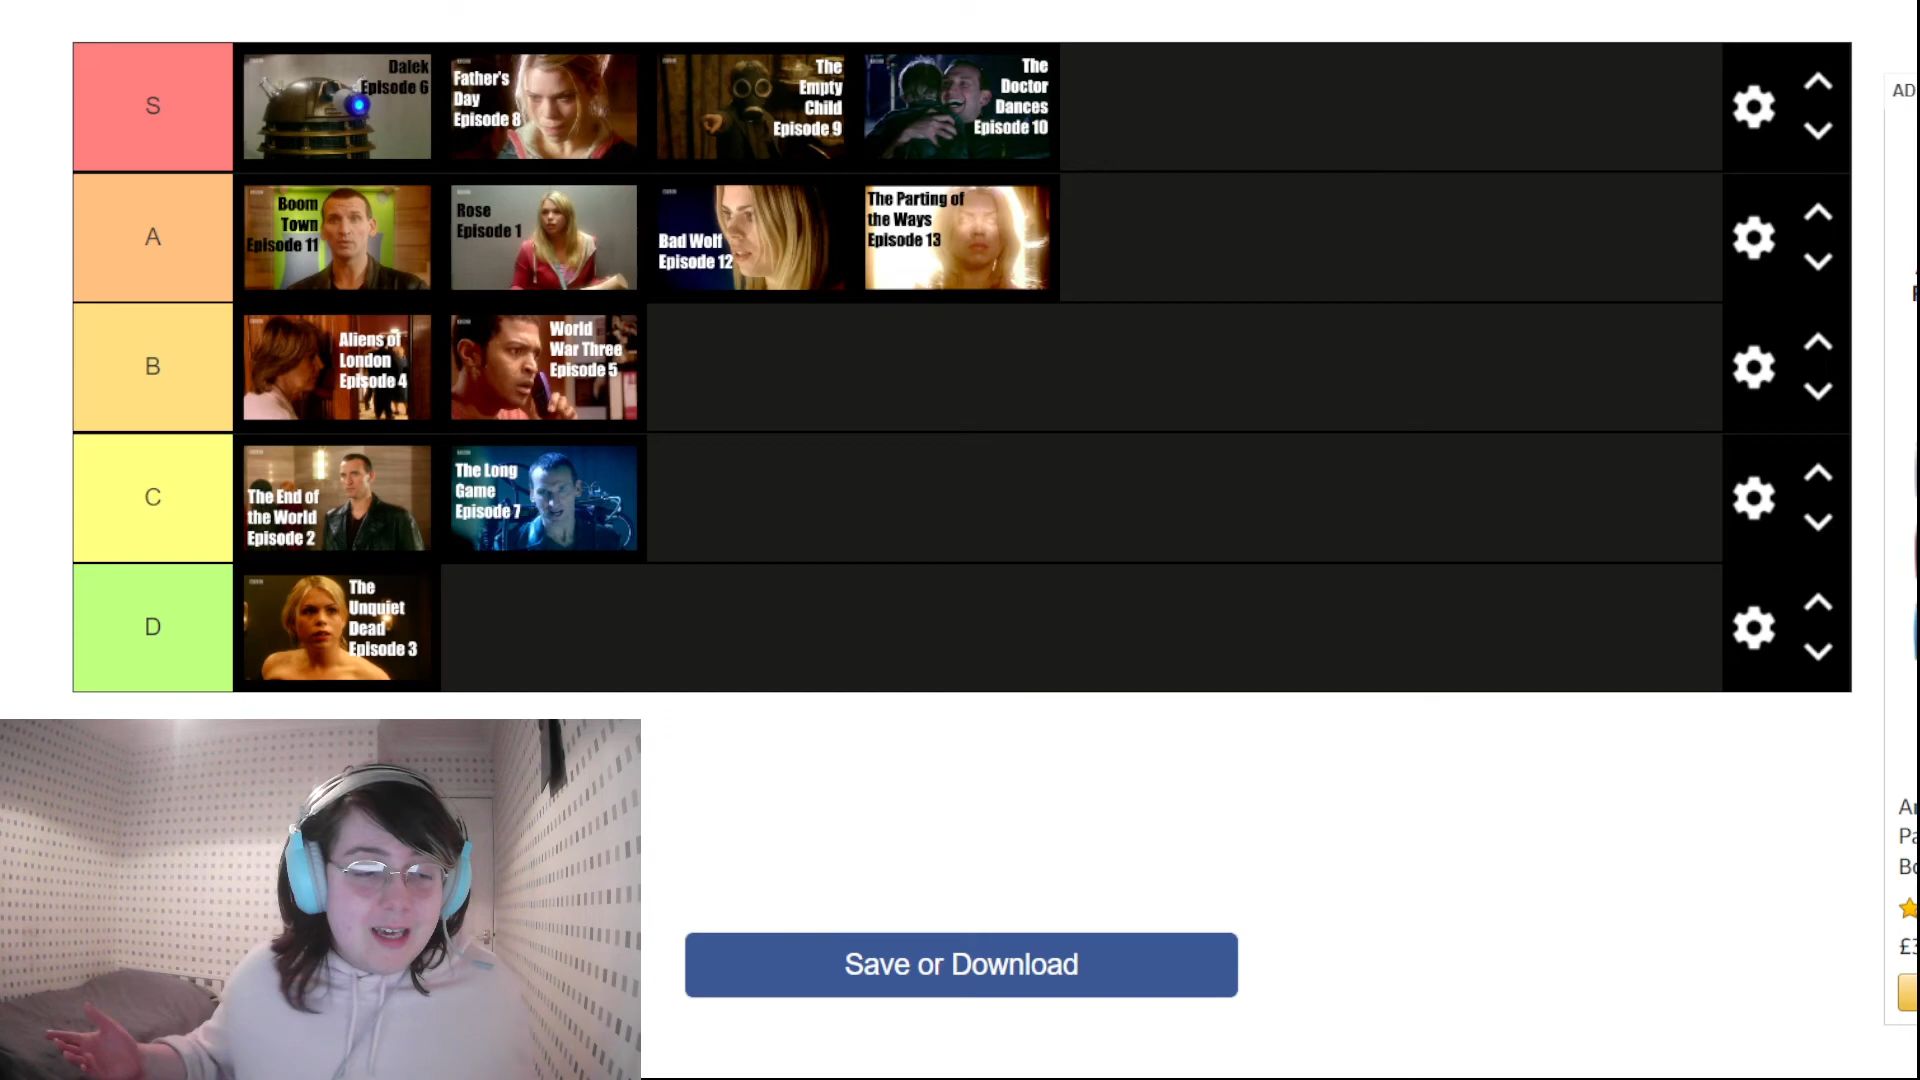 S
Dalek
Episode 6
Father's
Day
Episode 8
The
Empty
Child
Episode 9
The
Doctor
Dances
Episode 10
A
Boom
Town
Episode 11
Rose
Episode 1
Bad Wolf
Episode 12
The Parting of
the Ways
Episode 13
B
Aliens of
London
Episode 4
World
War Three
Episode 5
C
The End of
the World
Episode 2
The Long
Game
Episode 7
D
The
Unquiet
Dead
Episode 3
Save or Download
AD